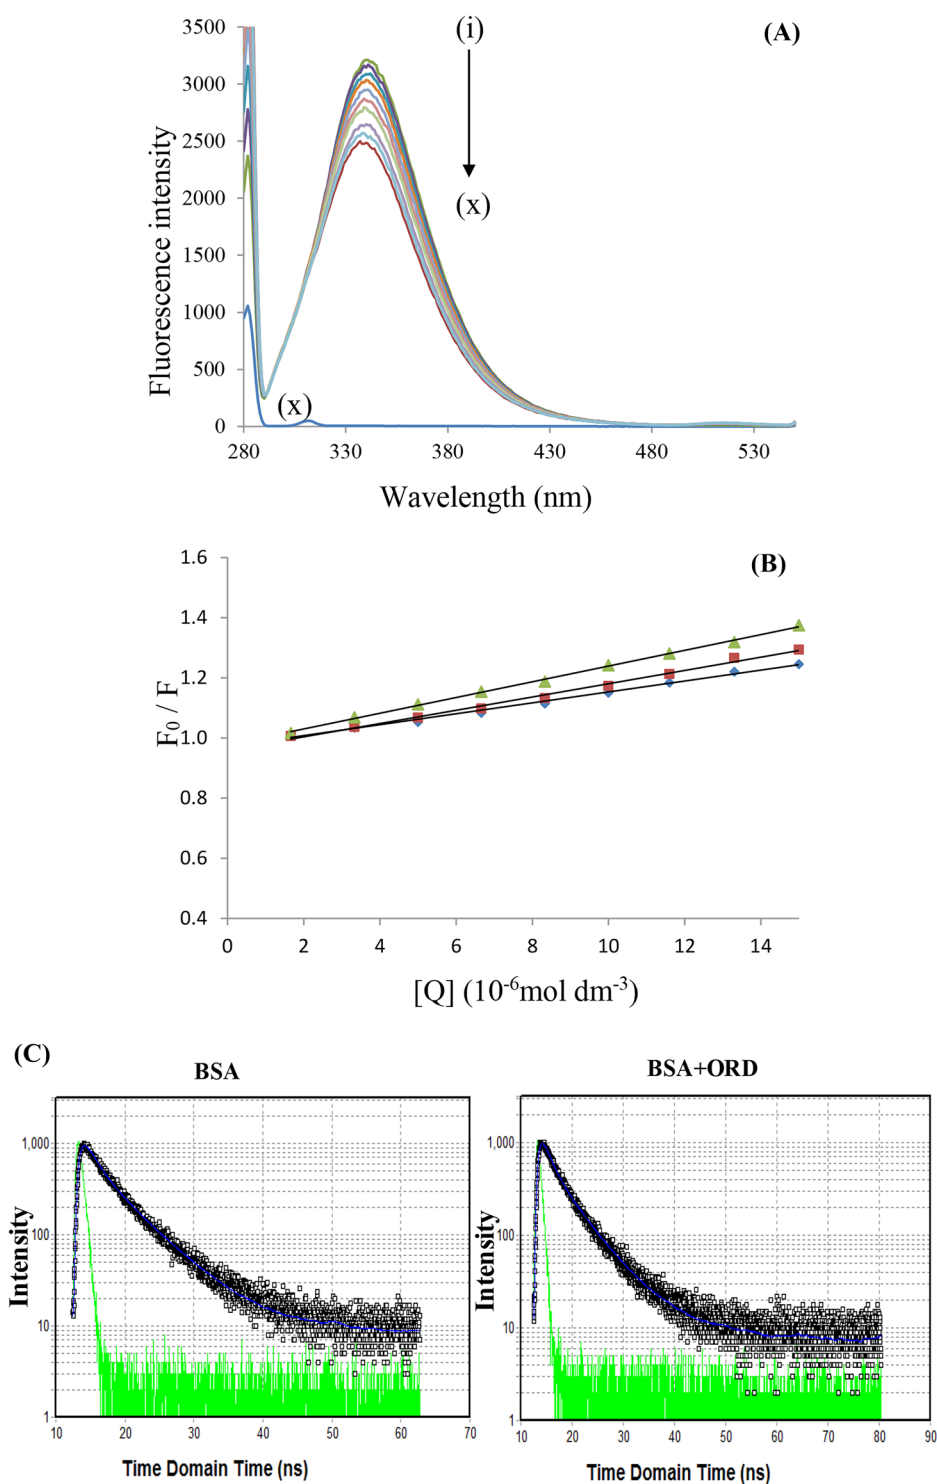 (A)
(i)
(x)
(x)
Fluorescence intensity
3500
3000
2500
2000
1500
1000
500
0
280 330 380 430 480 530
Wavelength (nm)
(B)
F0 / F
1.6
1.4
1.2
1.0
0.8
0.6
0.4
0 2 4 6 8 10 12 14
[Q] (10-6mol dm-3)
(C)
BSA
Intensity
1,000
100
10
1
10 20 30 40 50 60 70
Time Domain Time (ns)
BSA+ORD
Intensity
1,000
100
10
1
10 20 30 40 50 60 70 80 90
Time Domain Time (ns)